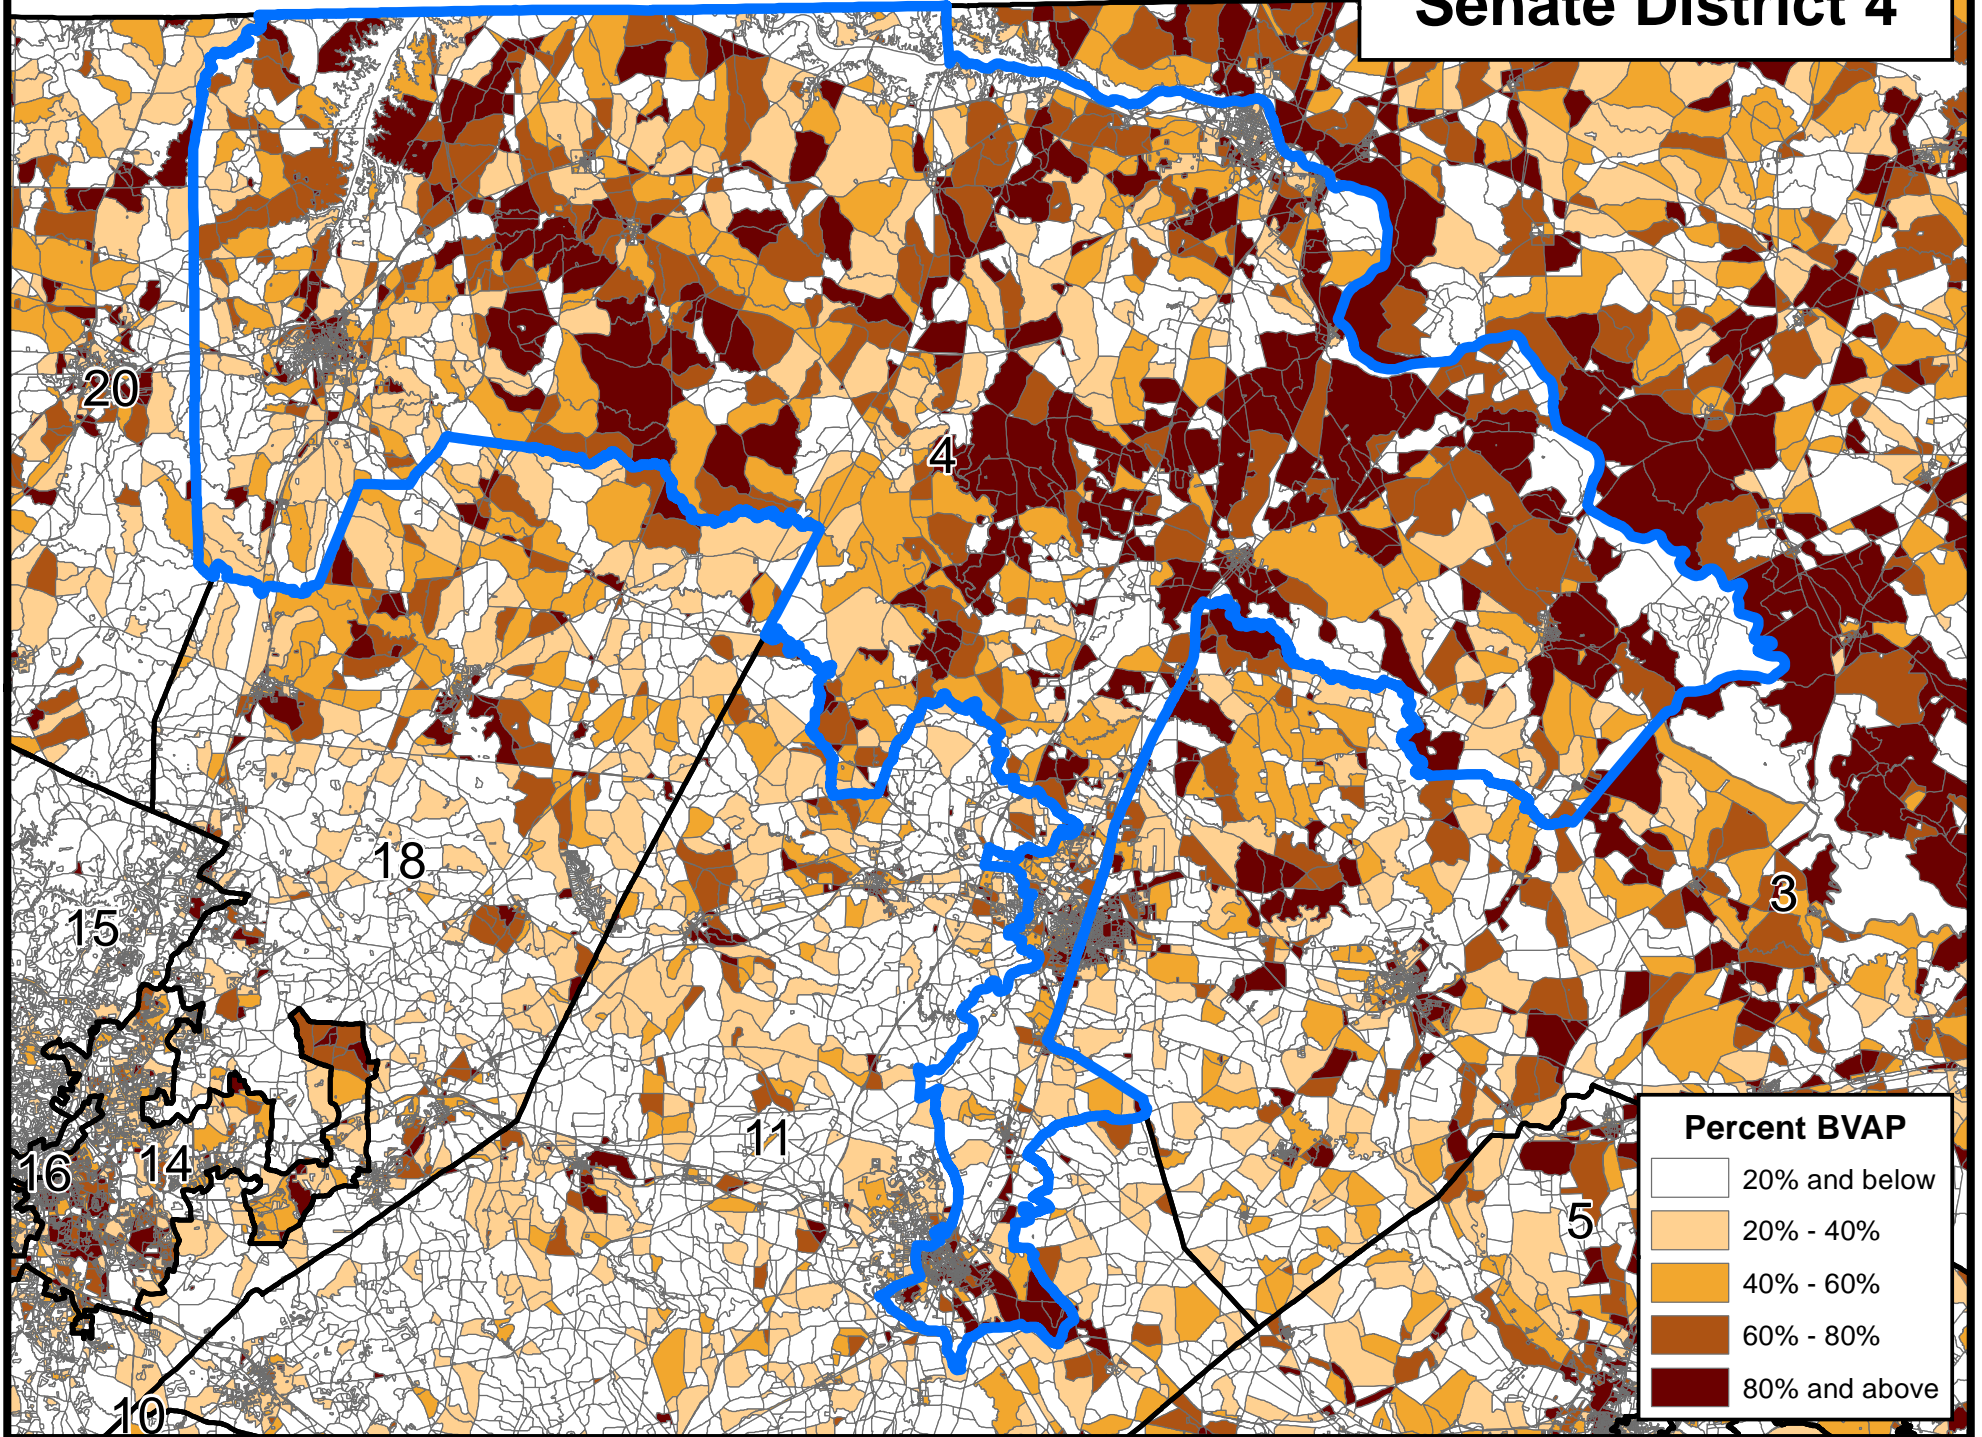 Senate District 4
20
4
18
15
3
11
14
16
5
10
Percent BVAP
20% and below
20% - 40%
40% - 60%
60% - 80%
80% and above